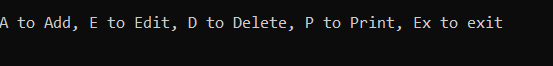 A to Add, E to Edit, D to Delete, P to Print, Ex to exit